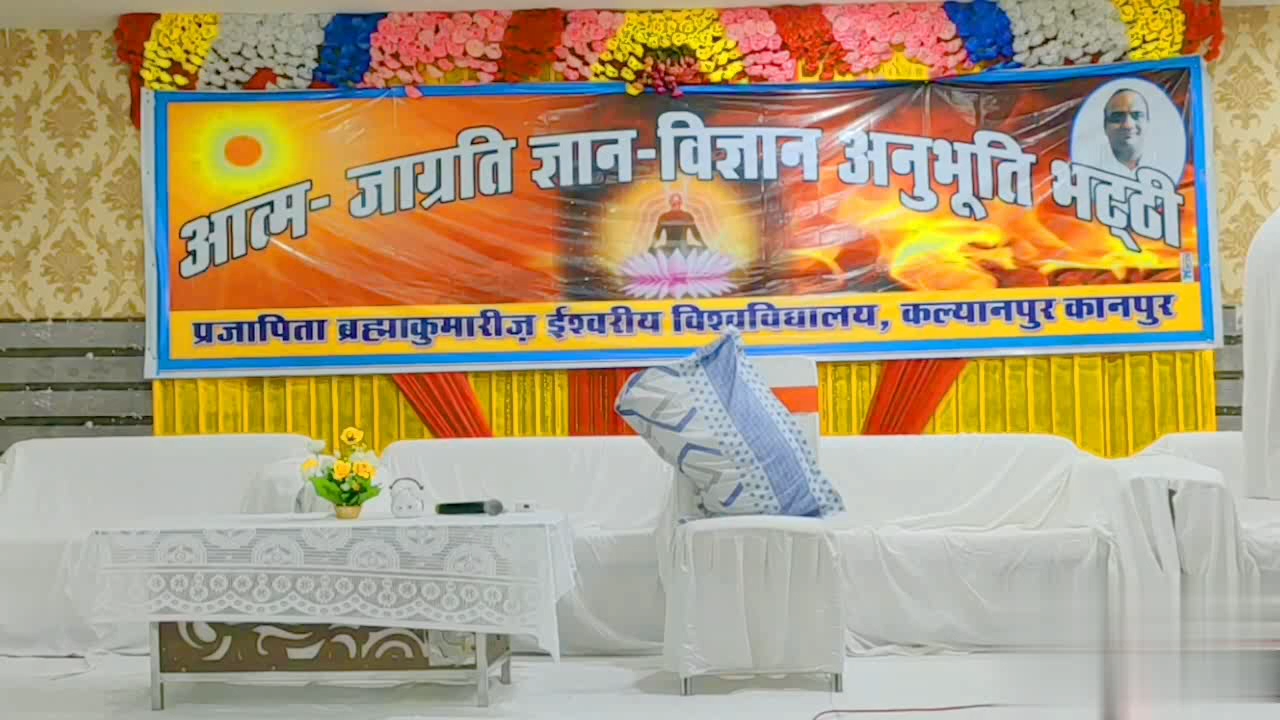 आत्म- जाग्रति ज्ञान-विज्ञान अनुभूति भट्ठी
प्रजापिता ब्रह्माकुमारीज़ ईश्वरीय विश्वविद्यालय, कल्यानपुर कानपुर